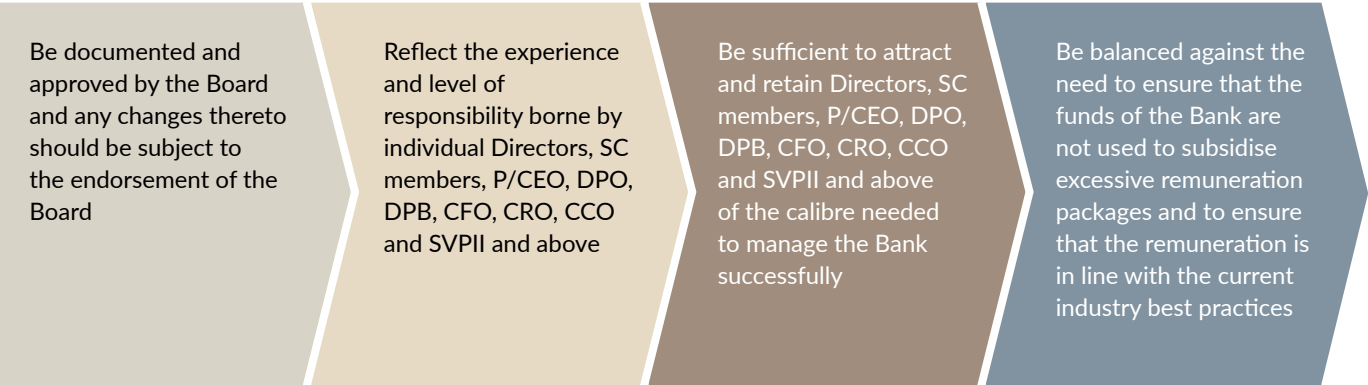 Be documented and
approved by the Board
and any changes thereto
should be subject to
the endorsement of the
Board
Reflect the experience
and level of
responsibility borne by
individual Directors, SC
members, P/CEO, DPO,
DPB, CFO, CRO, CCO
and SVPII and above
Be sufficient to attract
and retain Directors, SC
members, P/CEO, DPO,
DPB, CFO, CRO, CCO
and SVPII and above
of the calibre needed
to manage the Bank
successfully
Be balanced against the
need to ensure that the
funds of the Bank are
not used to subsidise
excessive remuneration
packages and to ensure
that the remuneration is
in line with the current
industry best practices